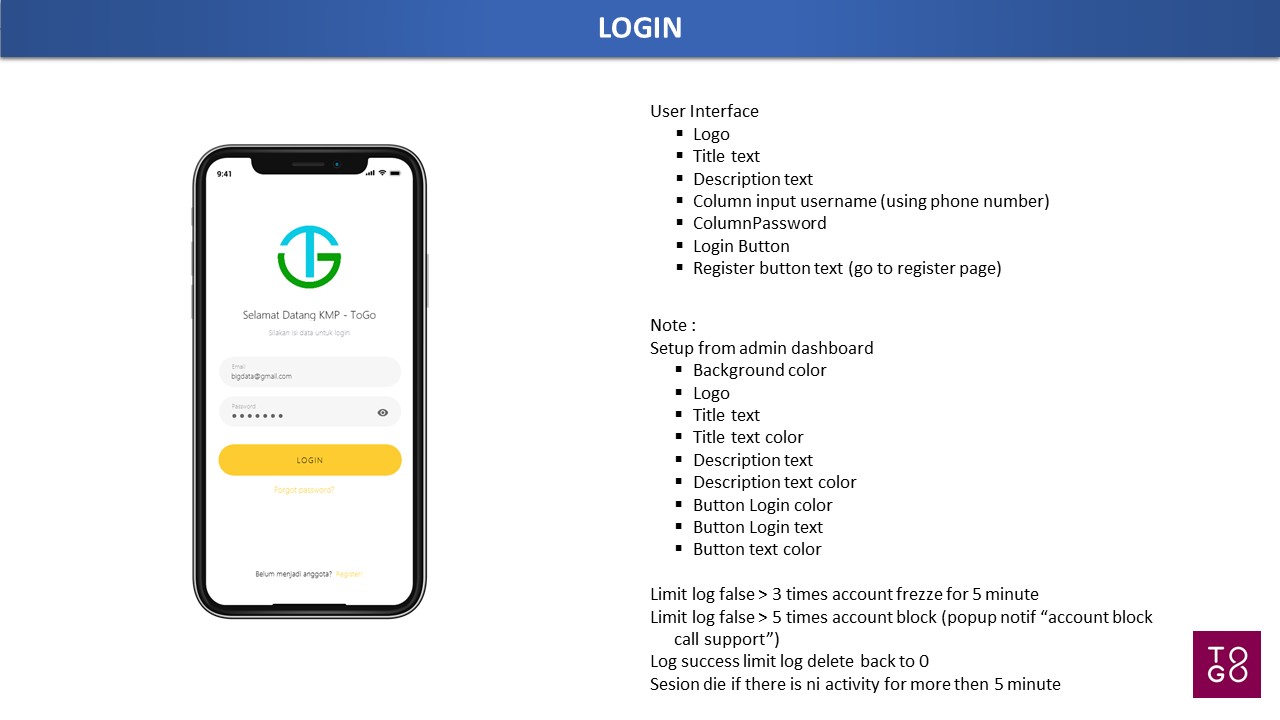 LOGIN
9:41
TG
Selamat Datang KMP - ToGo
Silakan isi data untuk login
Email
bigdata@gmail.com
Password
LOGIN
Forgot password?
Belum menjadi anggota? Register
User Interface
Logo
Title text
Description text
Column input username (using phone number)
ColumnPassword
Login Button
Register button text (go to register page)
Note :
Setup from admin dashboard
Background color
Logo
Title text
Title text color
Description text
Description text color
Button Login color
Button Login text
Button text color
Limit log false > 3 times account frezze for 5 minute
Limit log false > 5 times account block (popup notif “account block
call support”)
Log success limit log delete back to 0
Sesion die if there is ni activity for more then 5 minute
TO
GO